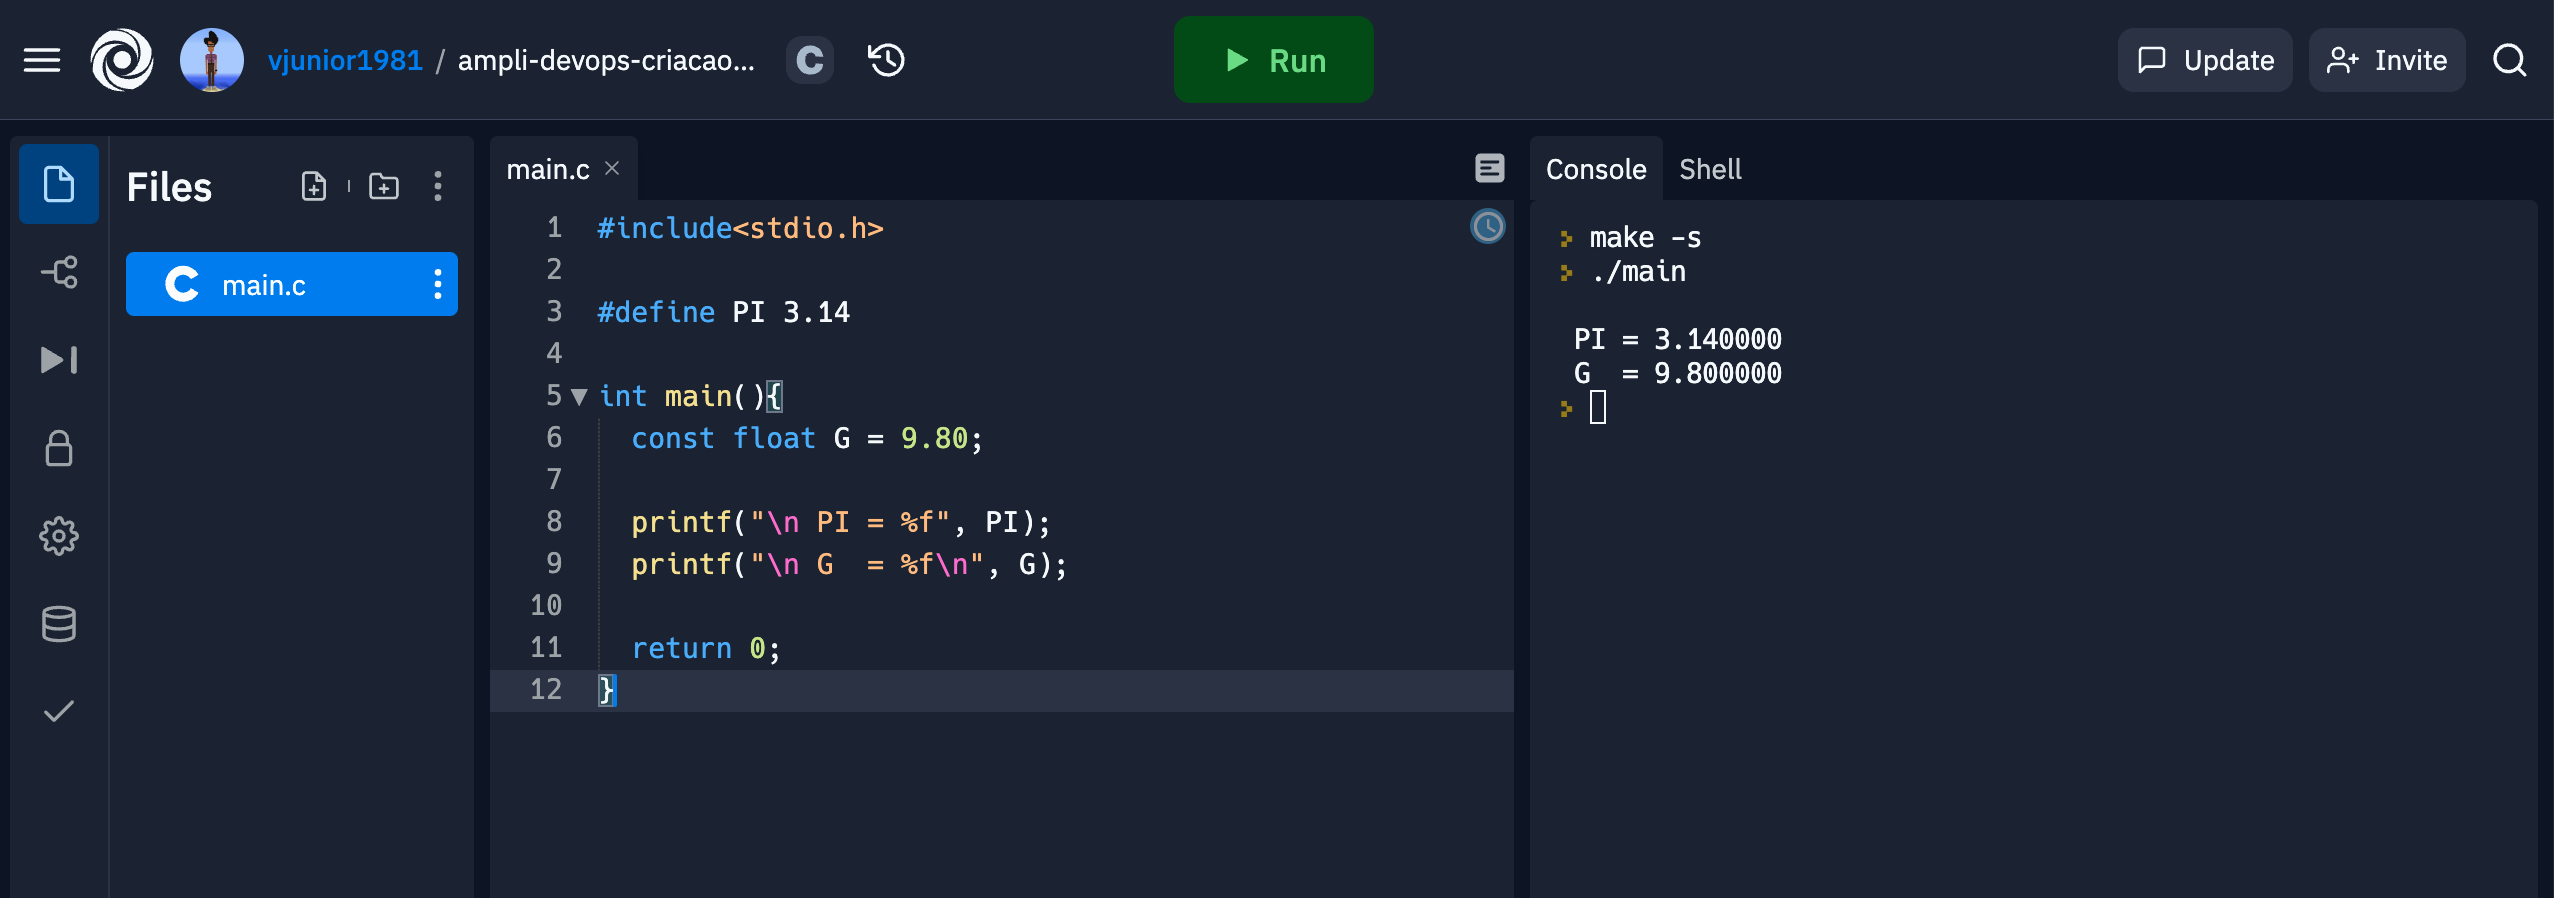 vjunior1981 / ampli-devops-criacao... C
Run
Update
Invite
Files
main.c
main.c
1 #include<stdio.h>
2
3 #define PI 3.14
4
5 int main(){
6 const float G = 9.80;
7
8 printf("\n PI = %f", PI);
9 printf("\n G  = %f\n", G);
10
11 return 0;
12 }
Console Shell
make -s
./main
PI = 3.140000
G  = 9.800000